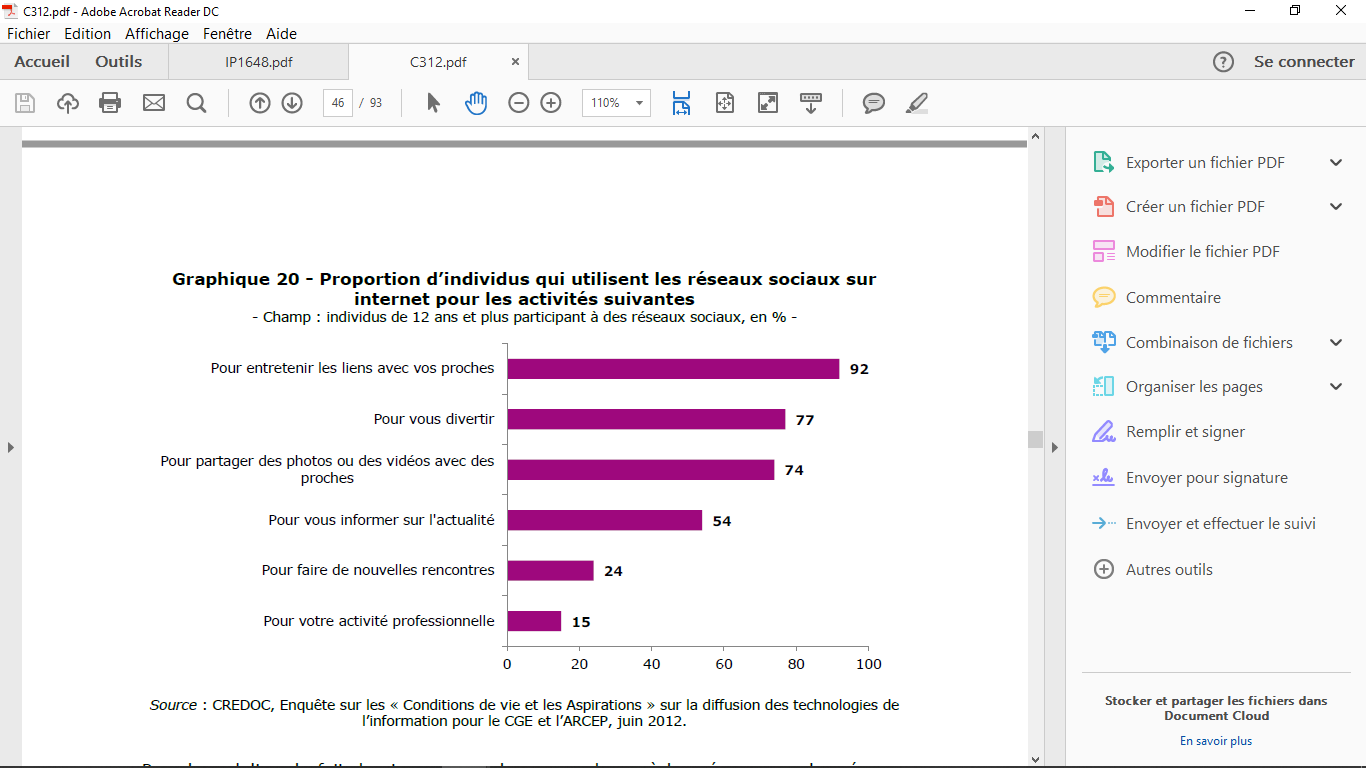 C312.pdf - Adobe Acrobat Reader DC
Fichier Edition Affichage Fenêtre Aide
Accueil Outils IP1648.pdf C312.pdf × ? Se connecter
46 / 93 110%
Graphique 20 - Proportion d’individus qui utilisent les réseaux sociaux sur
internet pour les activités suivantes
- Champ : individus de 12 ans et plus participant à des réseaux sociaux, en % -
Pour entretenir les liens avec vos proches 92
Pour vous divertir 77
Pour partager des photos ou des vidéos avec des
proches 74
Pour vous informer sur l'actualité 54
Pour faire de nouvelles rencontres 24
Pour votre activité professionnelle 15
0 20 40 60 80 100
Source : CREDOC, Enquête sur les « Conditions de vie et les Aspirations » sur la diffusion des technologies de
l’information pour le CGE et l’ARCEP, juin 2012.
Exporter un fichier PDF
Créer un fichier PDF
Modifier le fichier PDF
Commentaire
Combinaison de fichiers
Organiser les pages
Remplir et signer
Envoyer pour signature
Envoyer et effectuer le suivi
Autres outils
Stocker et partager les fichiers dans
Document Cloud
En savoir plus